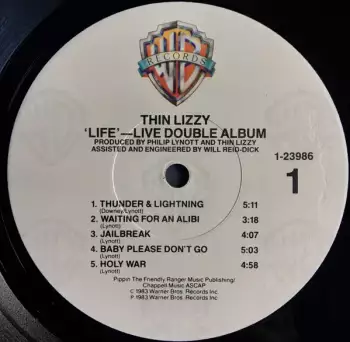 WB
RECORDS
THIN LIZZY
'LIFE'—LIVE DOUBLE ALBUM
PRODUCED BY PHILIP LYNOTT AND THIN LIZZY
ASSISTED AND ENGINEERED BY WILL REID-DICK
1-23986
1
1. THUNDER & LIGHTNING 5:11
(Downey/Lynott)
2. WAITING FOR AN ALIBI 3:18
(Lynott)
3. JAILBREAK 4:07
(Lynott)
4. BABY PLEASE DON'T GO 5:03
(Lynott)
5. HOLY WAR 4:58
(Lynott)
Pippin The Friendly Ranger Music Publishing/
Chappell Music ASCAP
© 1983 Warner Bros. Records Inc
℗ 1983 Warner Bros. Records Inc